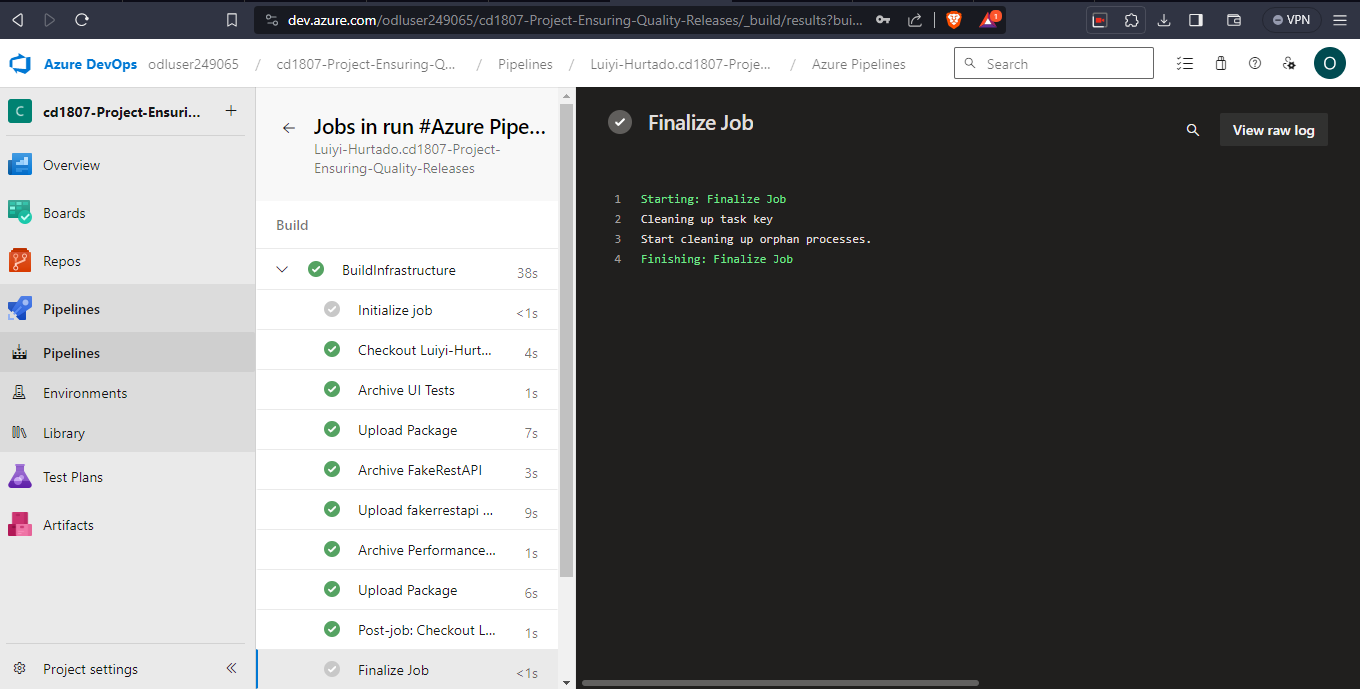 dev.azure.com/odluser249065/cd1807-Project-Ensuring-Quality-Releases/_build/results?bui...
1
VPN
Azure DevOps
odluser249065
/
cd1807-Project-Ensuring-Q...
/
Pipelines
/
Luiyi-Hurtado.cd1807-Proje...
/
Azure Pipelines
Search
O
C
cd1807-Project-Ensuri...
Overview
Boards
Repos
Pipelines
Pipelines
Environments
Library
Test Plans
Artifacts
Project settings
Jobs in run #Azure Pipe...
Luiyi-Hurtado.cd1807-Project-
Ensuring-Quality-Releases
Build
BuildInfrastructure 38s
Initialize job <1s
Checkout Luiyi-Hurt... 4s
Archive UI Tests 1s
Upload Package 7s
Archive FakeRestAPI 3s
Upload fakerrestapi ... 9s
Archive Performance... 1s
Upload Package 6s
Post-job: Checkout L... 1s
Finalize Job <1s
Finalize Job
View raw log
1 Starting: Finalize Job
2 Cleaning up task key
3 Start cleaning up orphan processes.
4 Finishing: Finalize Job